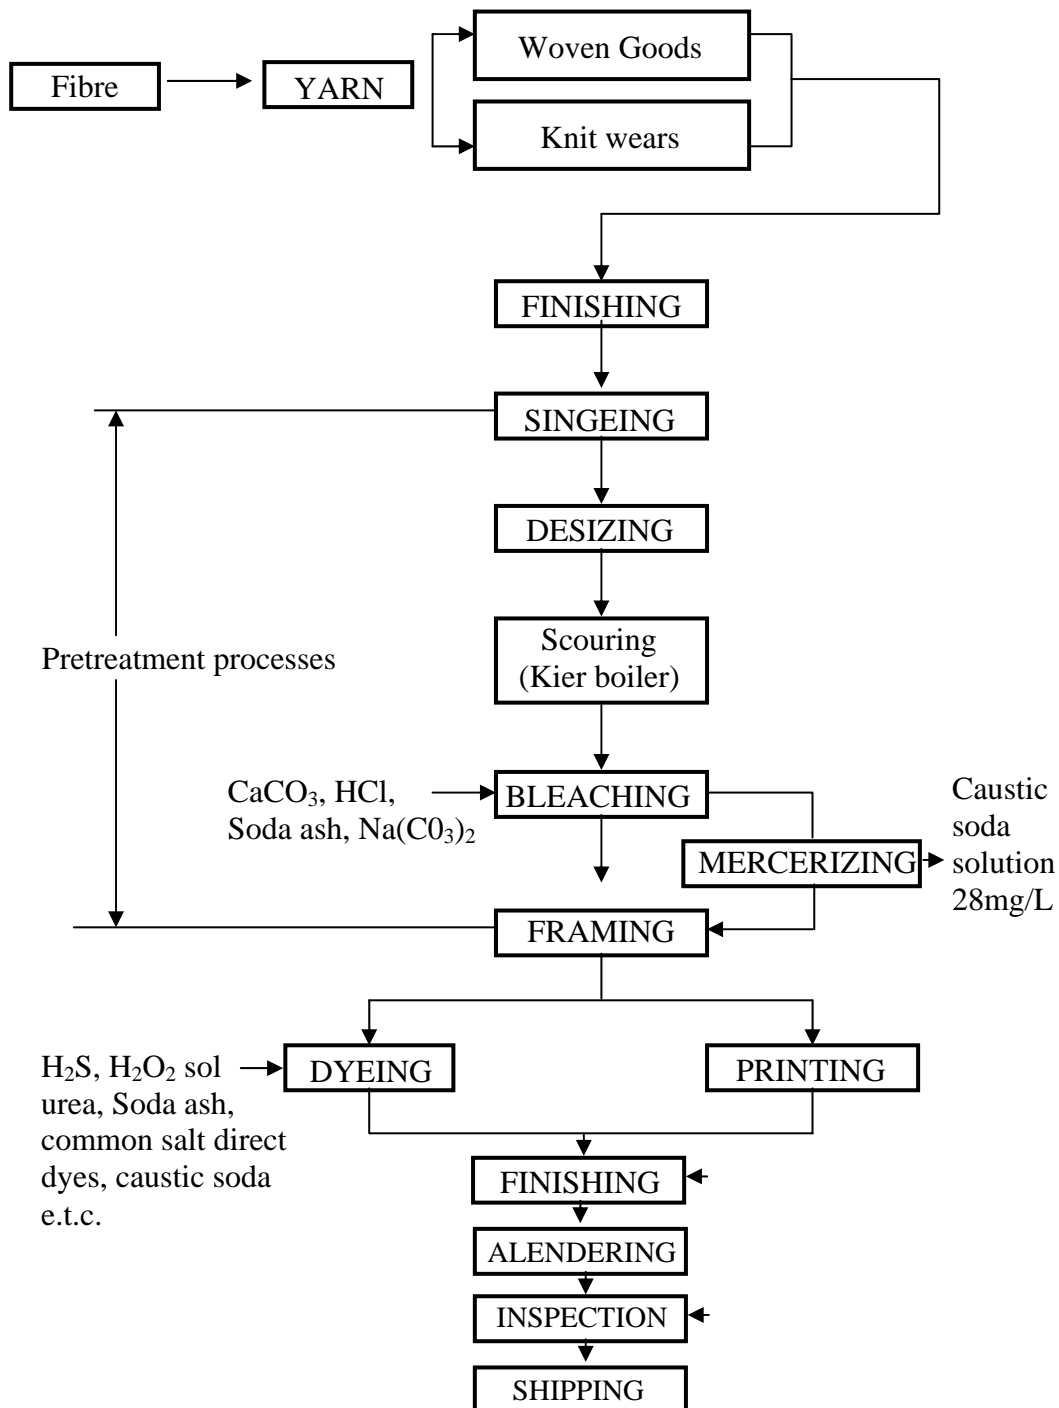 Woven Goods
Fibre
YARN
Knit wears
FINISHING
SINGEING
DESIZING
Scouring
(Kier boiler)
Pretreatment processes
CaCO₃, HCl,
Soda ash, Na(C0₃)₂
BLEACHING
Caustic
soda
solution
28mg/L
MERCERIZING
FRAMING
H₂S, H₂O₂ sol
urea, Soda ash,
common salt direct
dyes, caustic soda
e.t.c.
DYEING
PRINTING
FINISHING
ALENDERING
INSPECTION
SHIPPING